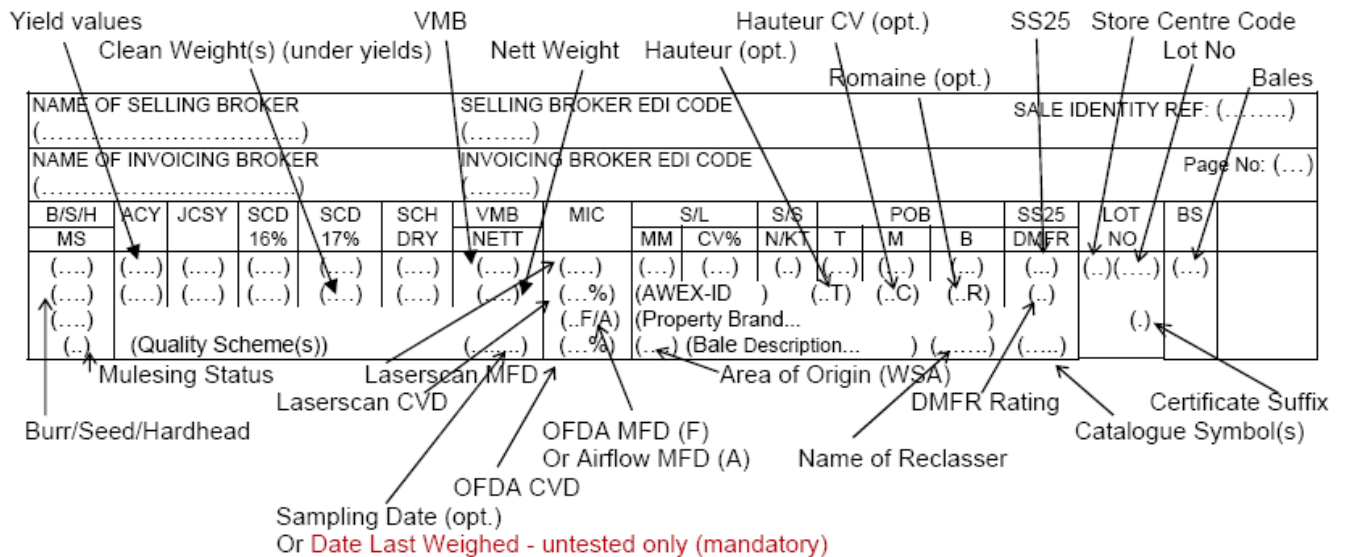 Yield values VMB Hauteur CV (opt.) SS25 Store Centre Code
Clean Weight(s) (under yields) Nett Weight Hauteur (opt.) Lot No
Romaine (opt.) Bales
NAME OF SELLING BROKER SELLING BROKER EDI CODE SALE IDENTITY REF: (........)
(..............................) (........)
NAME OF INVOICING BROKER INVOICING BROKER EDI CODE Page No: (...)
(..............................) (........)
B/S/H ACY JCSY SCD SCD SCH VMB MIC S/L S/S POB SS25 LOT BS
MS 16% 17% DRY NETT MM CV% N/KT T M B DMFR NO
(....) (....) (....) (....) (....) (....) (....) (....) (...) (...) (..) (...) (...) (...) (...) (..)(....) (...)
(....) (....) (....) (....) (....) (....) (....) (...%) (AWEX-ID ) (..T) (..C) (..R) (..)
(....) (..F/A) (Property Brand... ) (.)
(..) (Quality Scheme(s)) (........) (...%) (...) (Bale Description... ) (.......) (.....)
Mulesing Status Laserscan MFD Area of Origin (WSA)
Laserscan CVD DMFR Rating Certificate Suffix
Burr/Seed/Hardhead OFDA MFD (F) Catalogue Symbol(s)
Or Airflow MFD (A) Name of Reclasser
OFDA CVD
Sampling Date (opt.)
Or Date Last Weighed - untested only (mandatory)